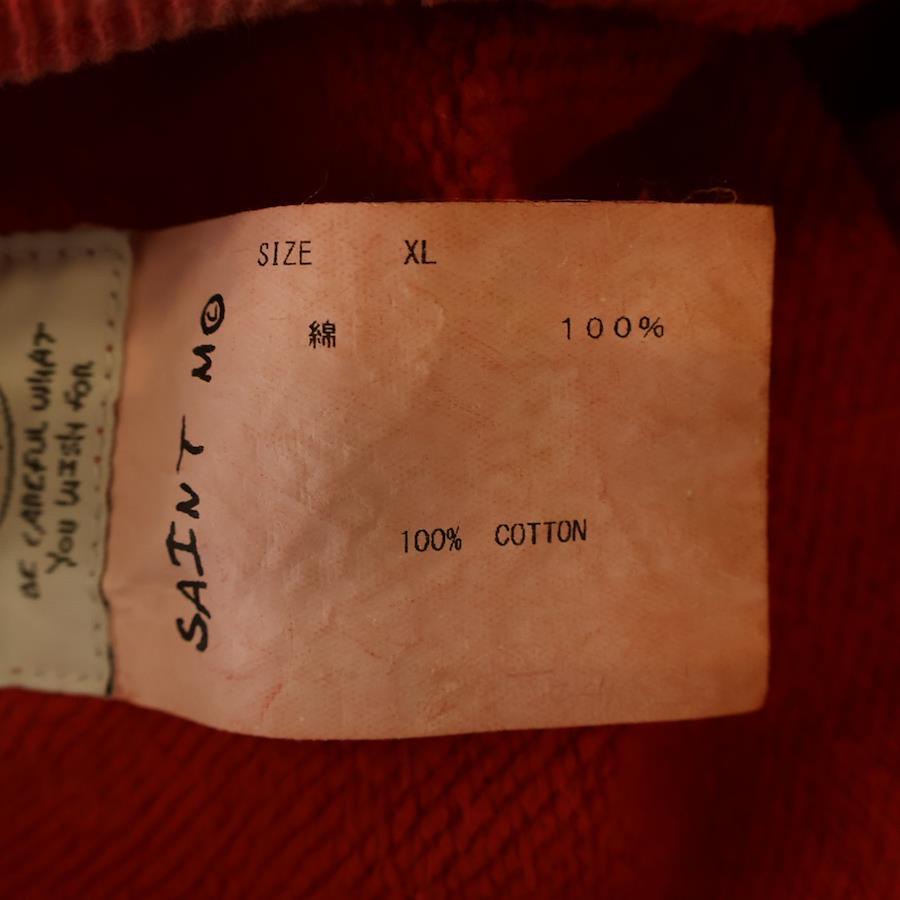 SIZE XL
綿 １００％
100% COTTON
SAINT M©
BE CAREFUL WHAT
YOU WISH FOR